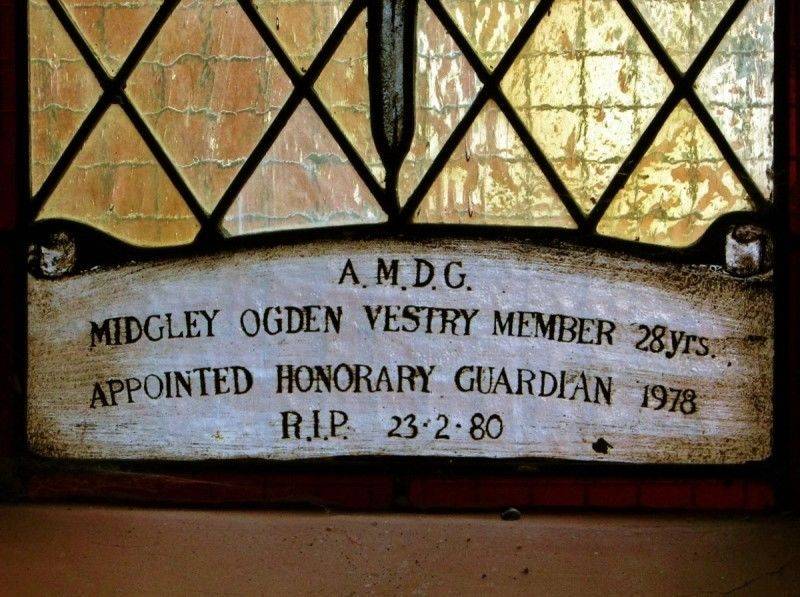 A.M.D.G.
MIDGLEY OGDEN VESTRY MEMBER 28yrs.
APPOINTED HONORARY GUARDIAN 1978
R.I.P. 23·2·80